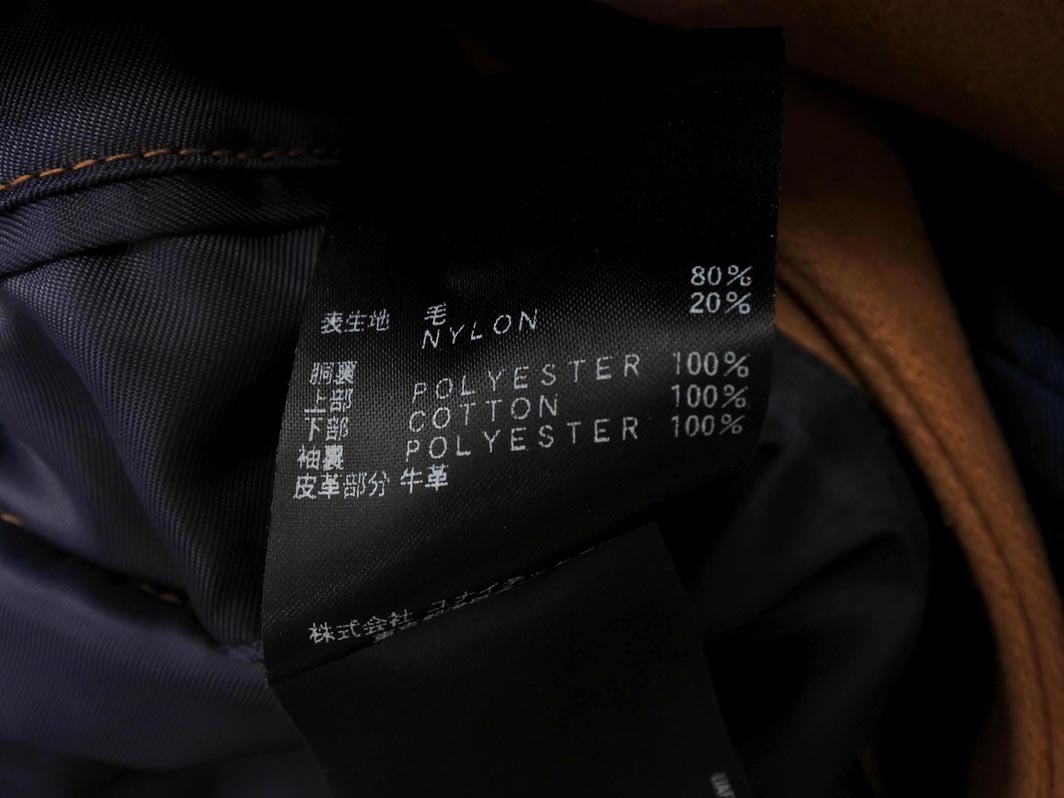 表生地 毛 80%
NYLON 20%
胴裏
上部 POLYESTER 100%
下部 COTTON 100%
袖裏 POLYESTER 100%
皮革部分 牛革
株式会社